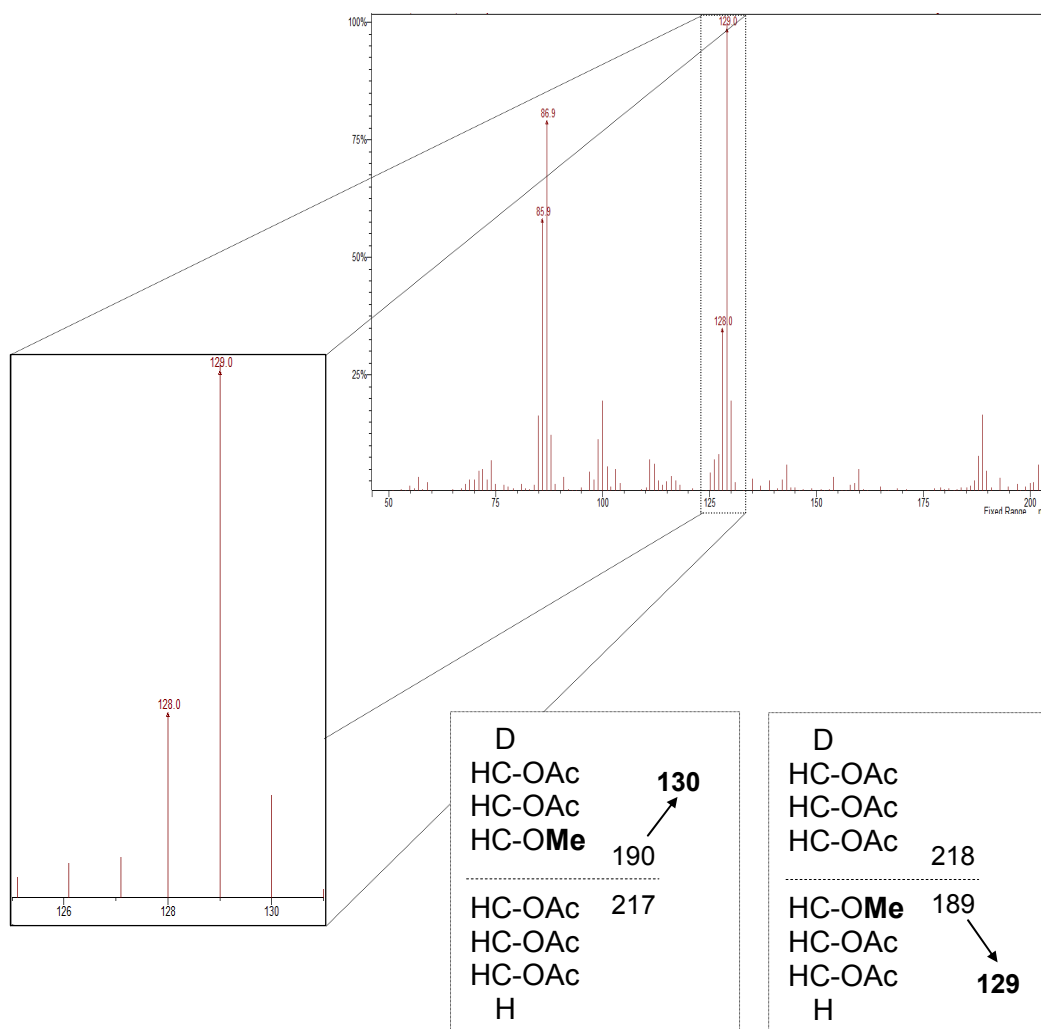 100%
129.0
86.9
85.9
75%
50%
128.0
25%
50
75
100
125
150
175
200
Fixed Range
129.0
128.0
126
128
130
D
HC-OAc
HC-OAc
HC-OMe
130
190
217
HC-OAc
HC-OAc
HC-OAc
H
D
HC-OAc
HC-OAc
HC-OAc
218
HC-OMe
189
HC-OAc
HC-OAc
129
H